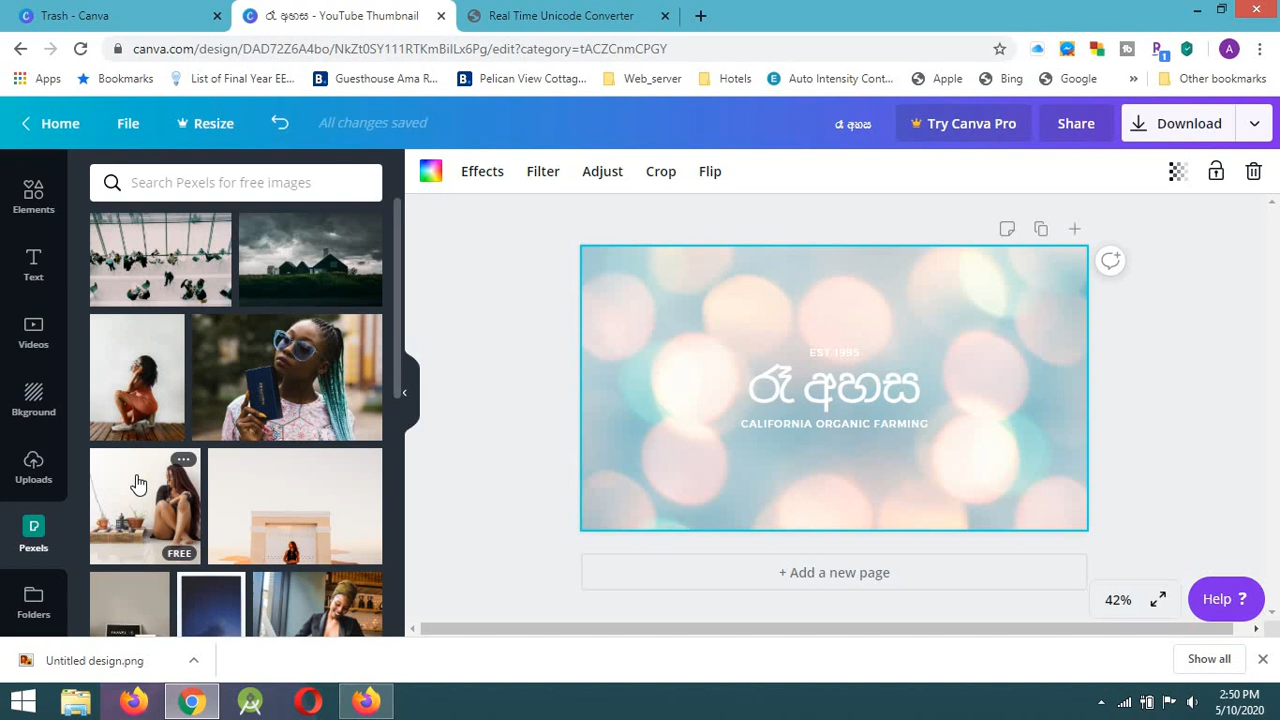 Trash - Canva
රෑ අහස - YouTube Thumbnail
Real Time Unicode Converter
canva.com/design/DAD72Z6A4bo/NkZt0SY111RTKmBilLx6Pg/edit?category=tACZCnmCPGY
A
1
Apps
Bookmarks
List of Final Year EE...
Guesthouse Ama R...
Pelican View Cottag...
Web_server
Hotels
Auto Intensity Cont...
Apple
Bing
Google
Other bookmarks
Home
File
Resize
All changes saved
රෑ අහස
Try Canva Pro
Share
Download
Search Pexels for free images
Effects
Filter
Adjust
Crop
Flip
Elements
Text
Videos
Bkground
Uploads
Pexels
Folders
FREE
EST 1995
රෑ අහස
CALIFORNIA ORGANIC FARMING
+ Add a new page
42%
Help ?
Untitled design.png
Show all
2:50 PM
5/10/2020